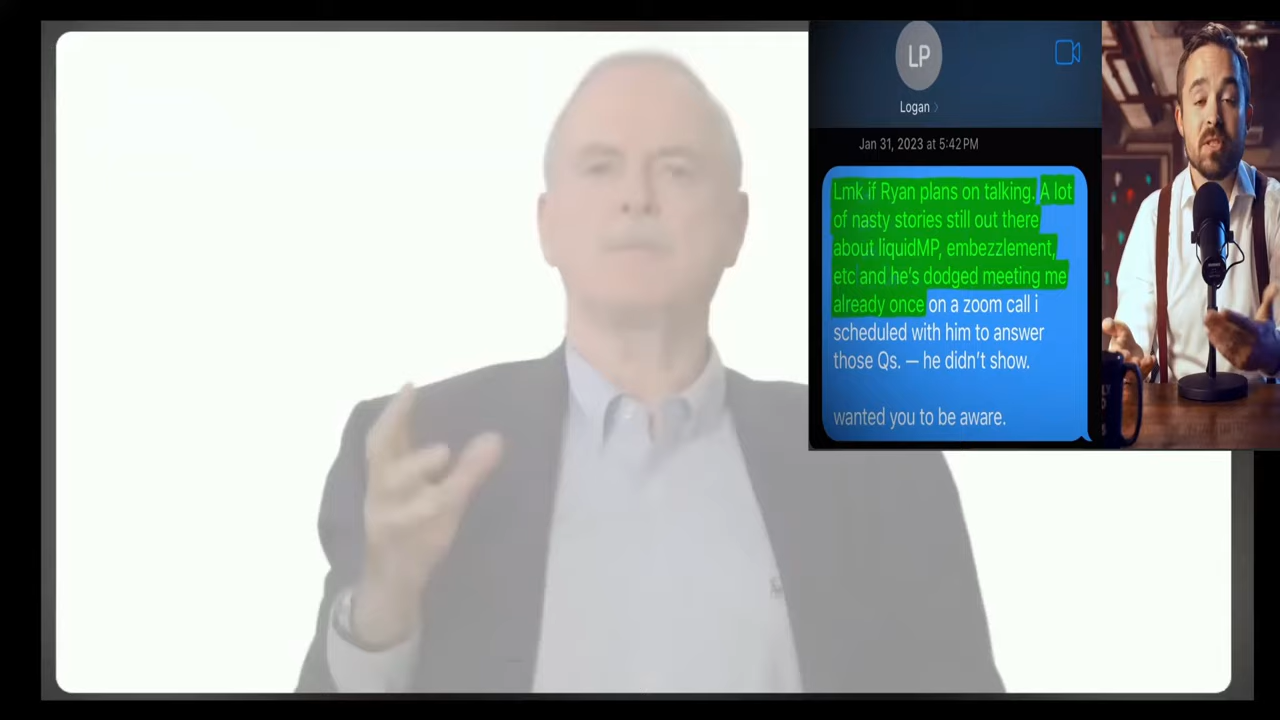 LP
Logan
Jan 31, 2023 at 5:42 PM
Lmk if Ryan plans on talking. A lot
of nasty stories still out there
about liquidMP, embezzlement,
etc and he's dodged meeting me
already once on a zoom call i
scheduled with him to answer
those Qs. — he didn't show.
wanted you to be aware.